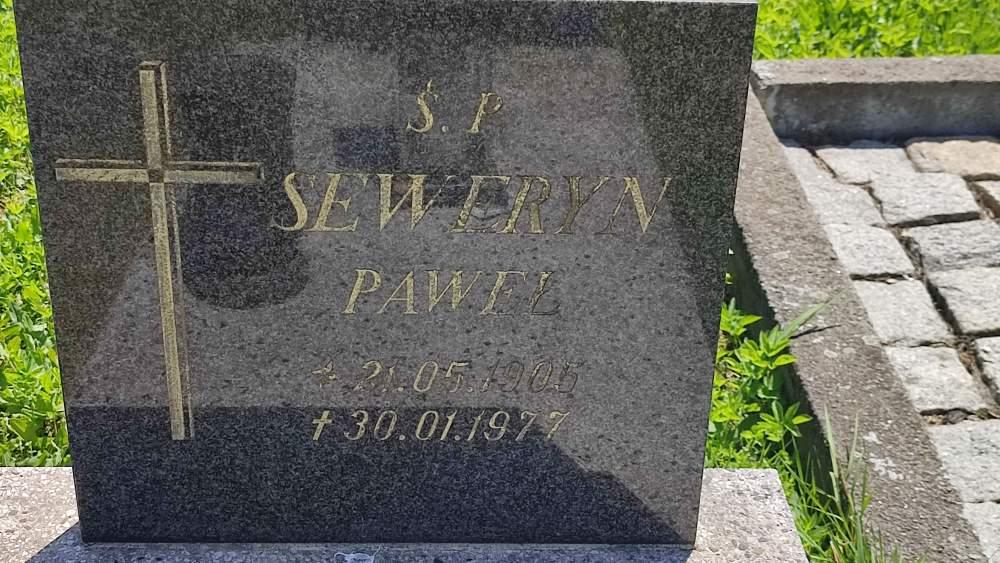 Ś. P
SEWERYN
PAWEŁ
* 21.05.1905
✝ 30.01.1977